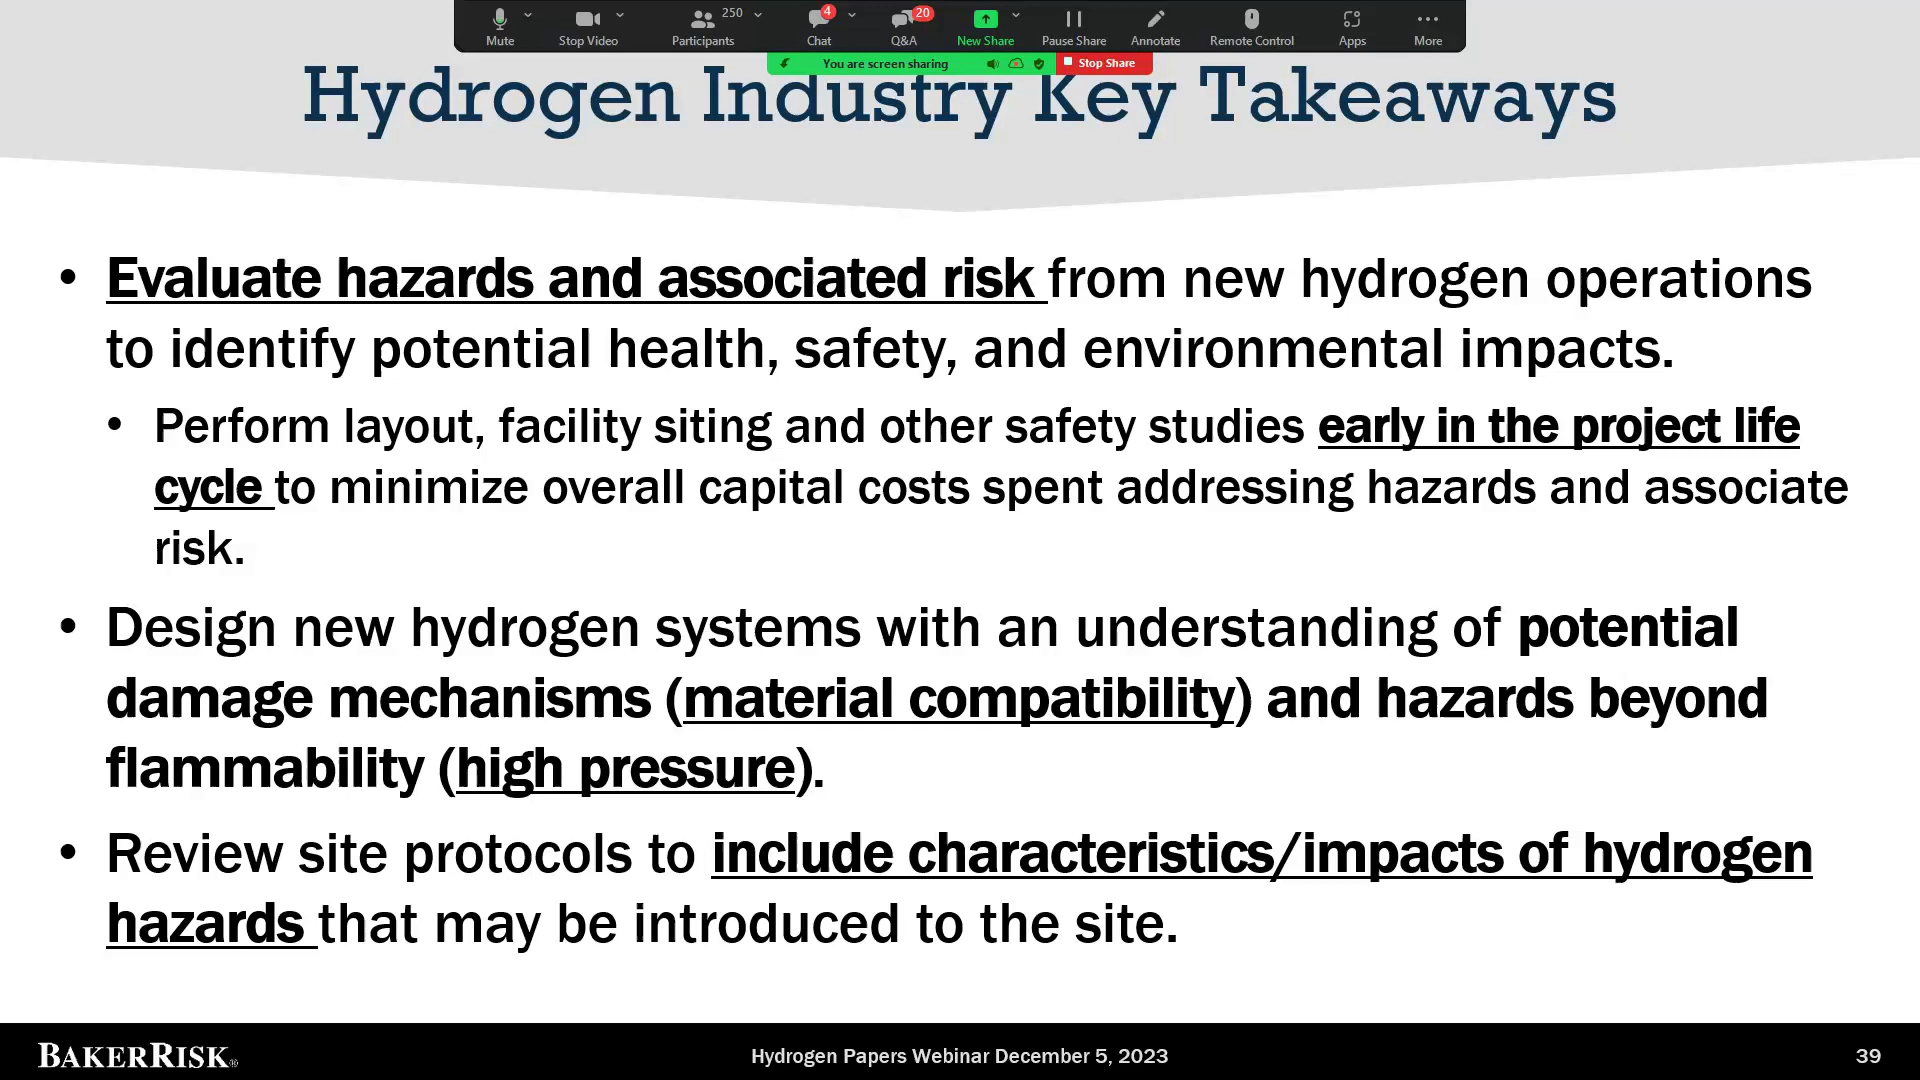 250
4
20
Mute
Stop Video
Participants
Chat
Q&A
New Share
Pause Share
Annotate
Remote Control
Apps
More
You are screen sharing
Stop Share
Hydrogen Industry Key Takeaways
• Evaluate hazards and associated risk from new hydrogen operations
to identify potential health, safety, and environmental impacts.
• Perform layout, facility siting and other safety studies early in the project life
cycle to minimize overall capital costs spent addressing hazards and associate
risk.
• Design new hydrogen systems with an understanding of potential
damage mechanisms (material compatibility) and hazards beyond
flammability (high pressure).
• Review site protocols to include characteristics/impacts of hydrogen
hazards that may be introduced to the site.
BAKERRISK®
Hydrogen Papers Webinar December 5, 2023
39